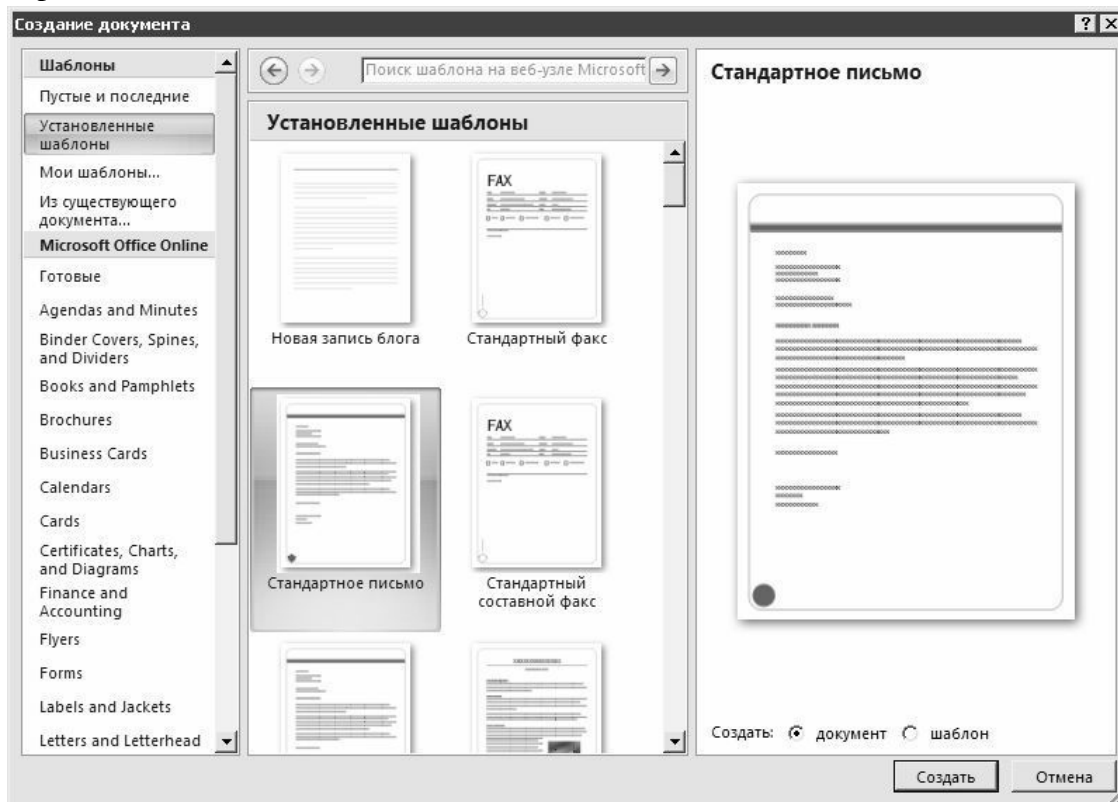 Создание документа
Шаблоны
Пустые и последние
Установленные
шаблоны
Мои шаблоны...
Из существующего
документа...
Microsoft Office Online
Готовые
Agendas and Minutes
Binder Covers, Spines,
and Dividers
Books and Pamphlets
Brochures
Business Cards
Calendars
Cards
Certificates, Charts,
and Diagrams
Finance and
Accounting
Flyers
Forms
Labels and Jackets
Letters and Letterhead
Поиск шаблона на веб-узле Microsoft
Установленные шаблоны
FAX
Новая запись блога
Стандартный факс
FAX
Стандартное письмо
Стандартный
составной факс
Стандартное письмо
Создать: документ шаблон
Создать
Отмена